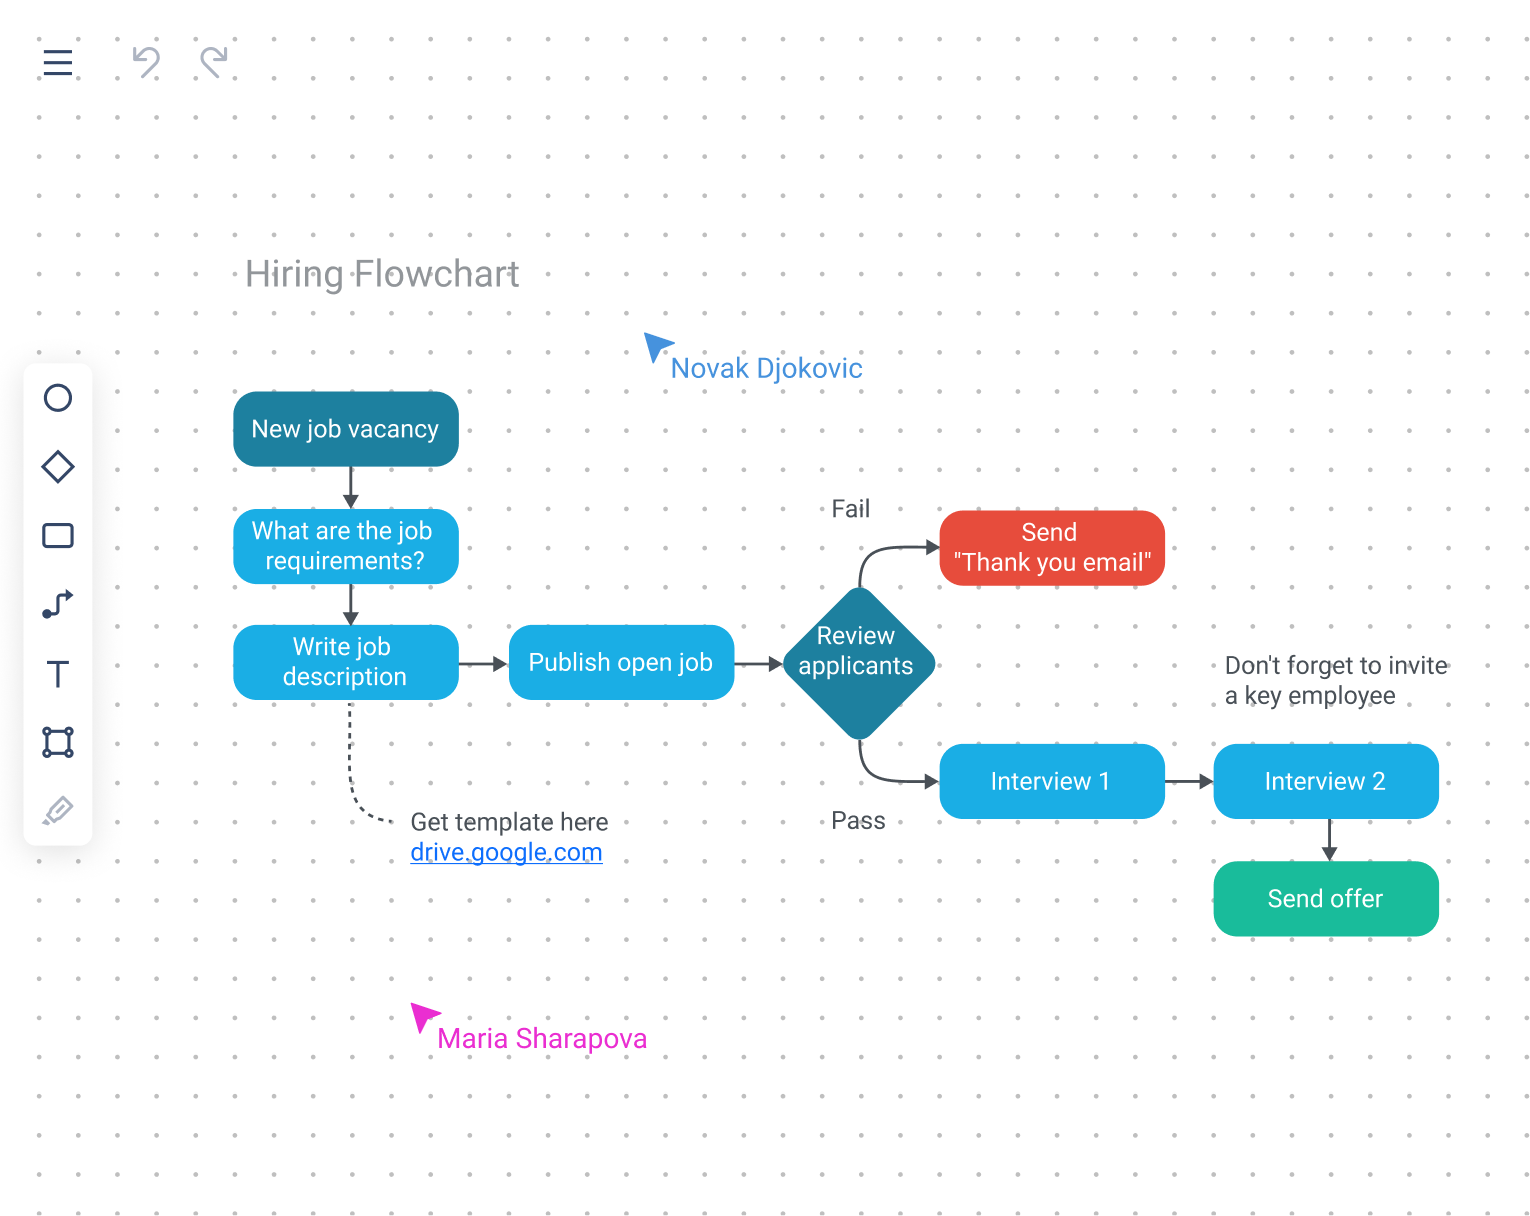 Hiring Flowchart
Novak Djokovic
New job vacancy
What are the job
requirements?
Write job
description
Publish open job
Review
applicants
Fail
Send
"Thank you email"
Pass
Interview 1
Don't forget to invite
a key employee
Interview 2
Send offer
Get template here
drive.google.com
Maria Sharapova